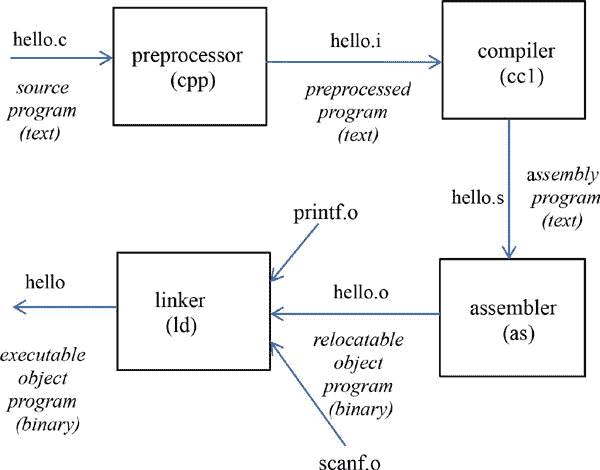 hello.c
preprocessor
(cpp)
source
program
(text)
hello.i
preprocessed
program
(text)
compiler
(cc1)
hello.s
assembly
program
(text)
assembler
(as)
hello.o
relocatable
object
program
(binary)
printf.o
scanf.o
linker
(ld)
hello
executable
object
program
(binary)